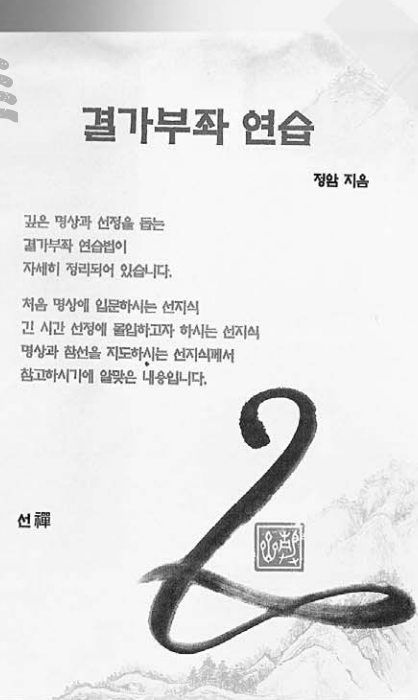 결가부좌 연습
정암 지음
깊은 명상과 선정을 돕는
결가부좌 연습법이
자세히 정리되어 있습니다.
처음 명상에 입문하시는 선지식
긴 시간 선정에 몰입하고자 하시는 선지식
명상과 참선을 지도하시는 선지식께서
참고하시기에 알맞은 내용입니다.
선禪